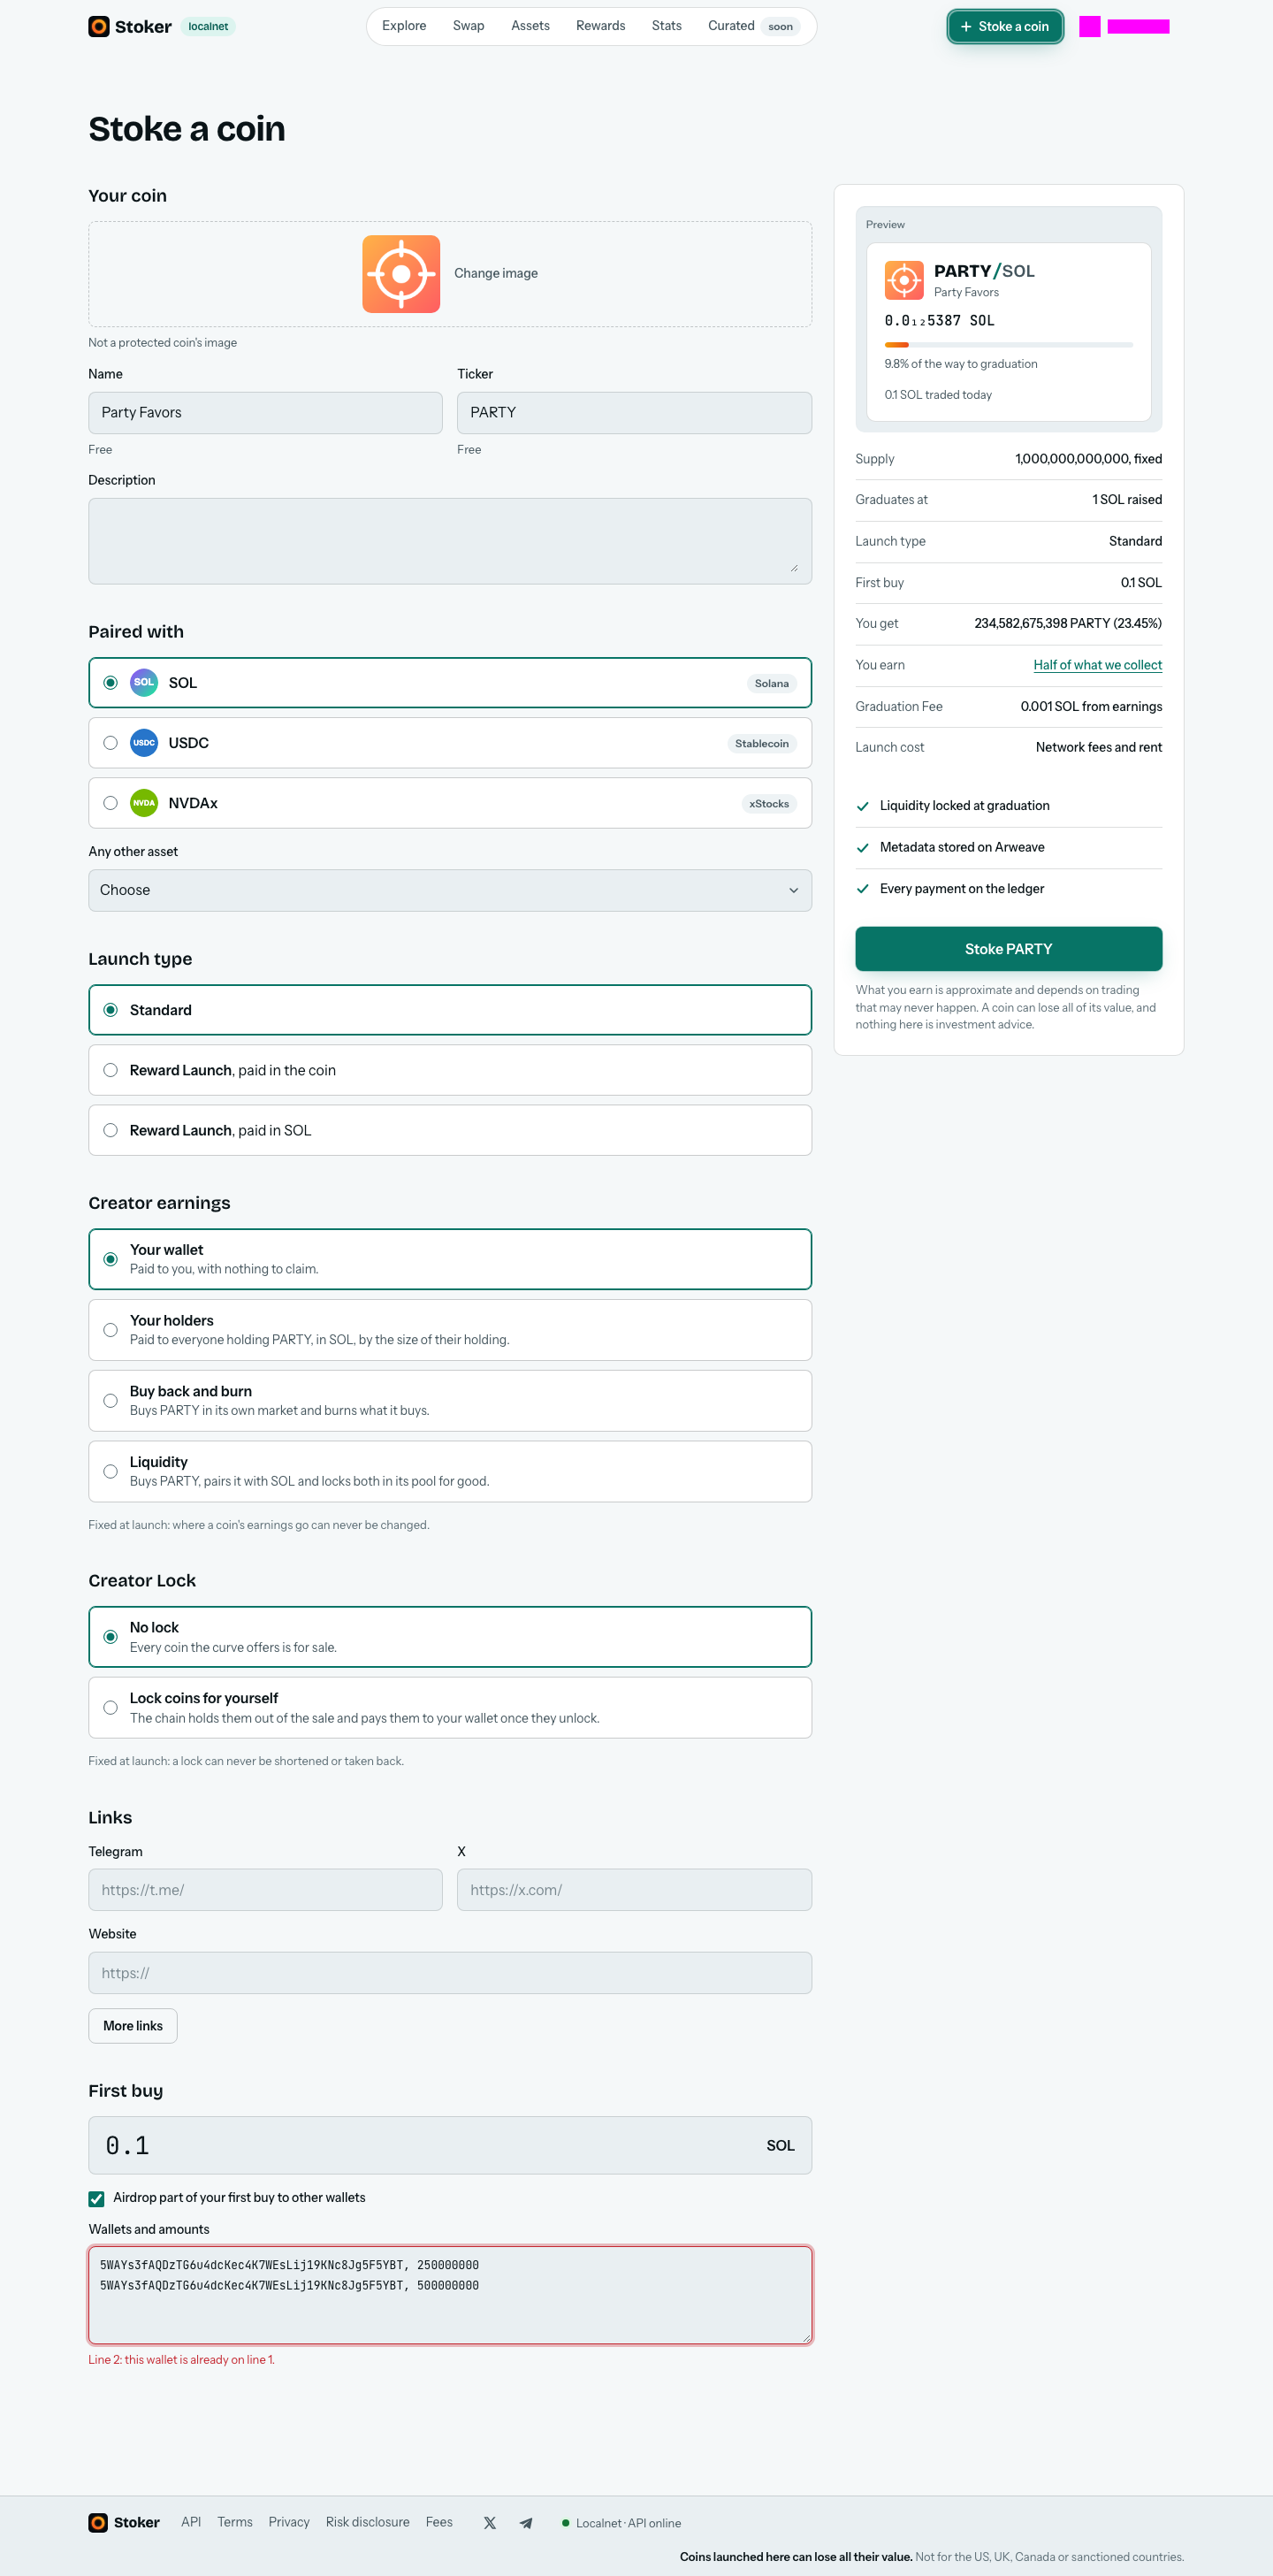 Stoker localnet
Explore Swap Assets Rewards Stats Curated soon
+ Stoke a coin
Stoke a coin
Your coin
Change image
Not a protected coin's image
Name
Ticker
Party Favors
PARTY
Free
Free
Description
Paired with
SOL SOL Solana
USDC USDC Stablecoin
NVDA NVDAx xStocks
Any other asset
Choose
Launch type
Standard
Reward Launch, paid in the coin
Reward Launch, paid in SOL
Creator earnings
Your wallet
Paid to you, with nothing to claim.
Your holders
Paid to everyone holding PARTY, in SOL, by the size of their holding.
Buy back and burn
Buys PARTY in its own market and burns what it buys.
Liquidity
Buys PARTY, pairs it with SOL and locks both in its pool for good.
Fixed at launch: where a coin's earnings go can never be changed.
Creator Lock
No lock
Every coin the curve offers is for sale.
Lock coins for yourself
The chain holds them out of the sale and pays them to your wallet once they unlock.
Fixed at launch: a lock can never be shortened or taken back.
Links
Telegram
X
https://t.me/
https://x.com/
Website
https://
More links
First buy
0.1 SOL
Airdrop part of your first buy to other wallets
Wallets and amounts
5WAYs3fAQDzTG6u4dcKec4K7WEsLij19KNc8Jg5F5YBT, 250000000
5WAYs3fAQDzTG6u4dcKec4K7WEsLij19KNc8Jg5F5YBT, 500000000
Line 2: this wallet is already on line 1.
Preview
PARTY/SOL
Party Favors
0.0₁₂5387 SOL
9.8% of the way to graduation
0.1 SOL traded today
Supply 1,000,000,000,000, fixed
Graduates at 1 SOL raised
Launch type Standard
First buy 0.1 SOL
You get 234,582,675,398 PARTY (23.45%)
You earn Half of what we collect
Graduation Fee 0.001 SOL from earnings
Launch cost Network fees and rent
Liquidity locked at graduation
Metadata stored on Arweave
Every payment on the ledger
Stoke PARTY
What you earn is approximate and depends on trading
that may never happen. A coin can lose all of its value, and
nothing here is investment advice.
Stoker API Terms Privacy Risk disclosure Fees Localnet · API online
Coins launched here can lose all their value. Not for the US, UK, Canada or sanctioned countries.